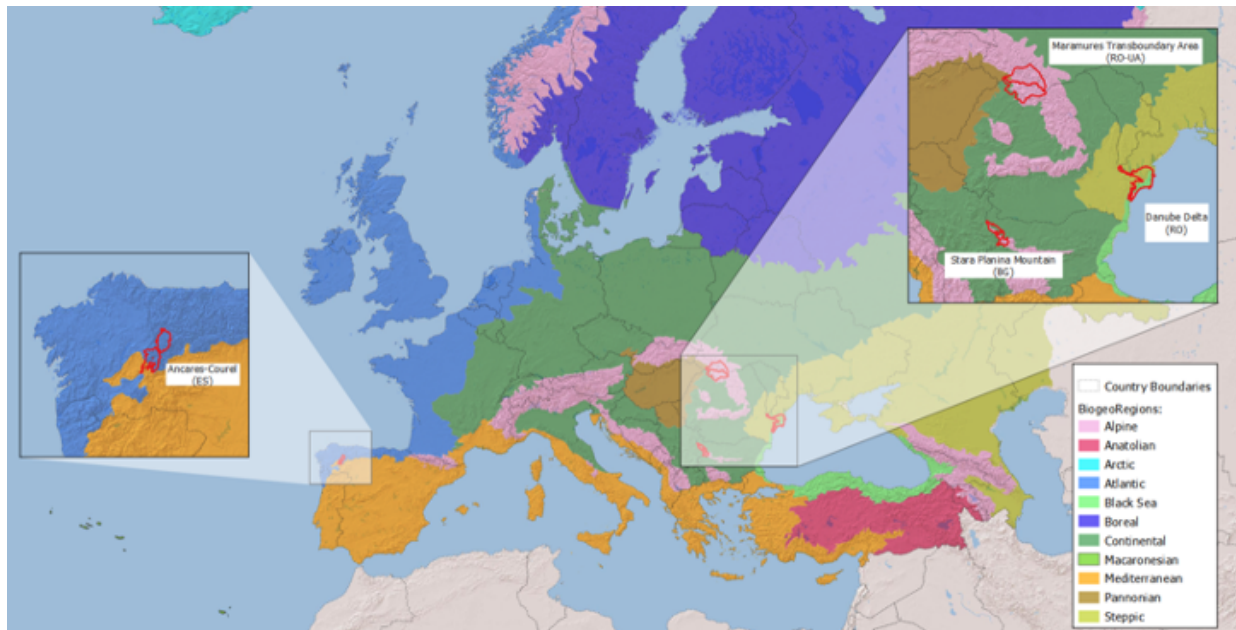 Maramures Transboundary Area
(RO-UA)
Danube Delta
(RO)
Stara Planina Mountain
(BG)
Ancares-Courel
(ES)
Country Boundaries
BiogeoRegions:
Alpine
Anatolian
Arctic
Atlantic
Black Sea
Boreal
Continental
Macaronesian
Mediterranean
Pannonian
Steppic